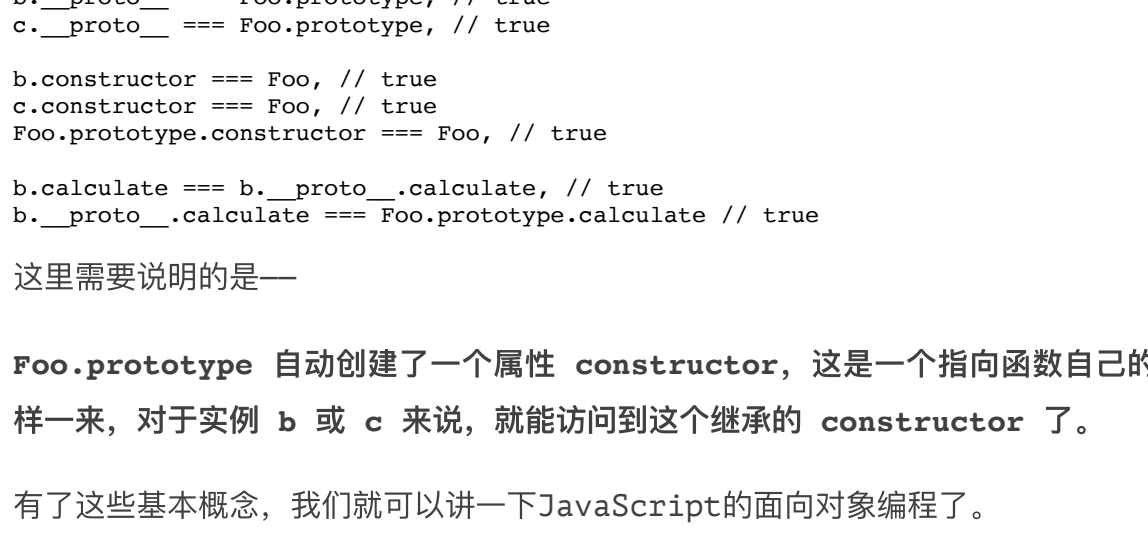 c.__proto__ === Foo.prototype, // true
b.constructor === Foo, // true
c.constructor === Foo, // true
Foo.prototype.constructor === Foo, // true
b.calculate === b.__proto__.calculate, // true
b.__proto__.calculate === Foo.prototype.calculate // true
这里需要说明的是——
Foo.prototype 自动创建了一个属性 constructor，这是一个指向函数自己的
样一来，对于实例 b 或 c 来说，就能访问到这个继承的 constructor 了。
有了这些基本概念，我们就可以讲一下JavaScript的面向对象编程了。